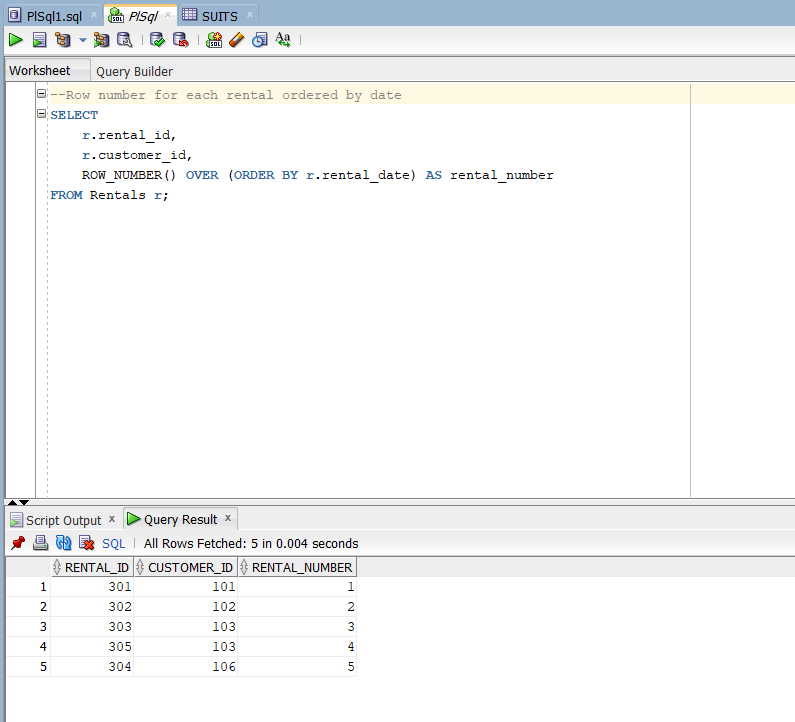 PlSql1.sql × PlSql × SUITS ×
SQL SQL Aa
Worksheet Query Builder
--Row number for each rental ordered by date
SELECT
r.rental_id,
r.customer_id,
ROW_NUMBER() OVER (ORDER BY r.rental_date) AS rental_number
FROM Rentals r;
Script Output x Query Result x
SQL | All Rows Fetched: 5 in 0.004 seconds
RENTAL_ID CUSTOMER_ID RENTAL_NUMBER
1 301 101 1
2 302 102 2
3 303 103 3
4 305 103 4
5 304 106 5